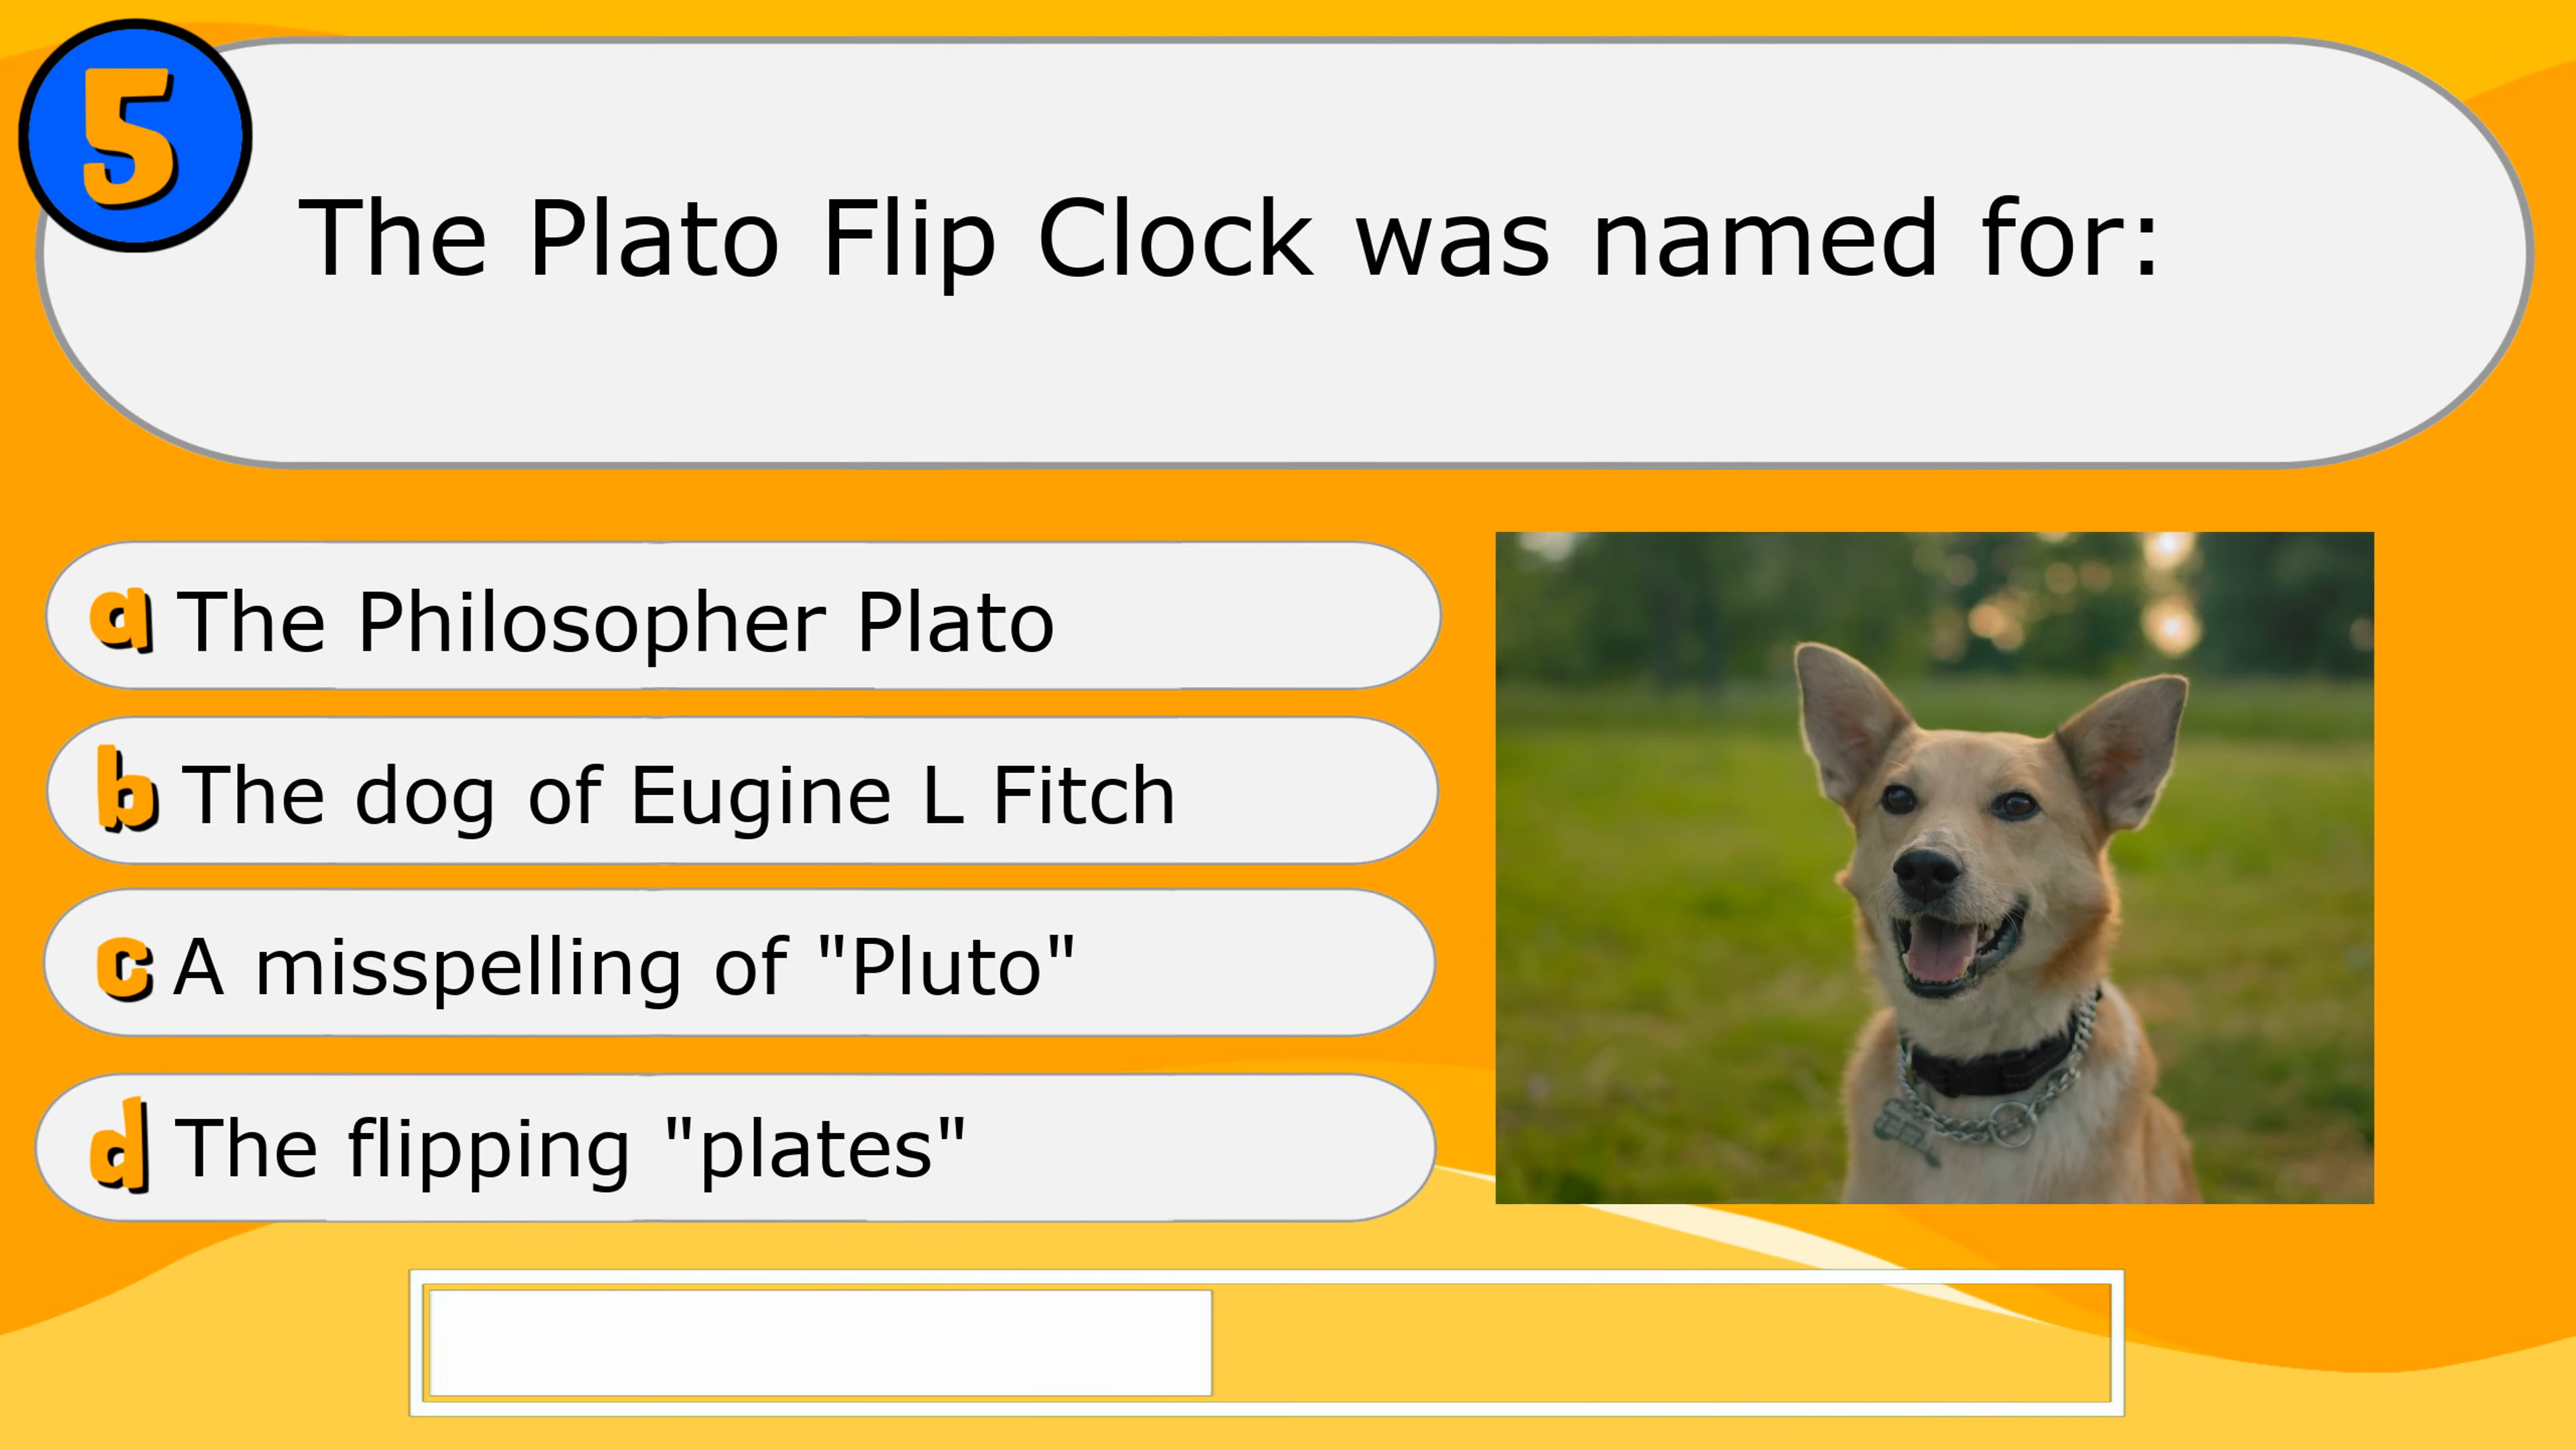 5
The Plato Flip Clock was named for:
a The Philosopher Plato
b The dog of Eugine L Fitch
c A misspelling of "Pluto"
d The flipping "plates"